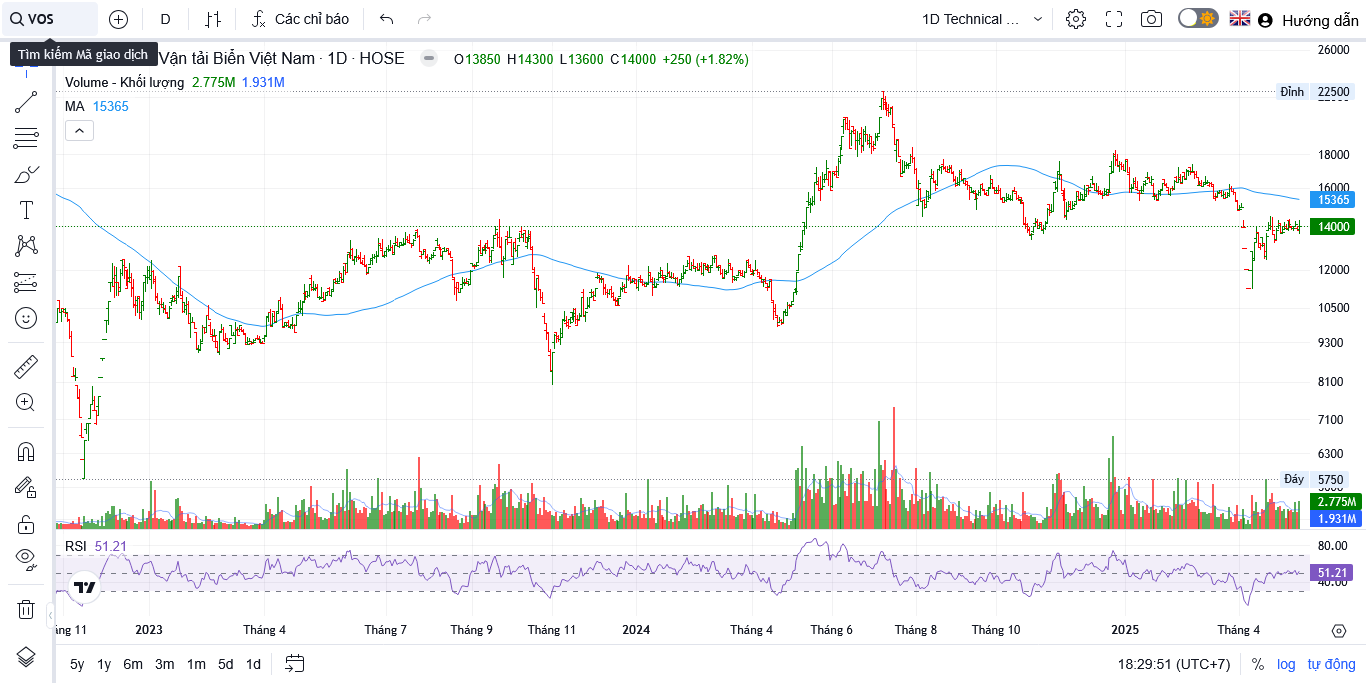 VOS D Các chỉ báo 1D Technical ... Hướng dẫn
Tìm kiếm Mã giao dịch
Vận tải Biển Việt Nam · 1D · HOSE O13850 H14300 L13600 C14000 +250 (+1.82%)
Volume - Khối lượng 2.775M 1.931M
MA 15365
26000
Đỉnh 22500
18000
16000
15365
14000
12000
10500
9300
8100
7100
6300
Đáy 5750
2.775M
1.931M
RSI 51.21
80.00
51.21
40.00
áng 11 2023 Tháng 4 Tháng 7 Tháng 9 Tháng 11 2024 Tháng 4 Tháng 6 Tháng 8 Tháng 10 2025 Tháng 4
5y 1y 6m 3m 1m 5d 1d 18:29:51 (UTC+7) % log tự động